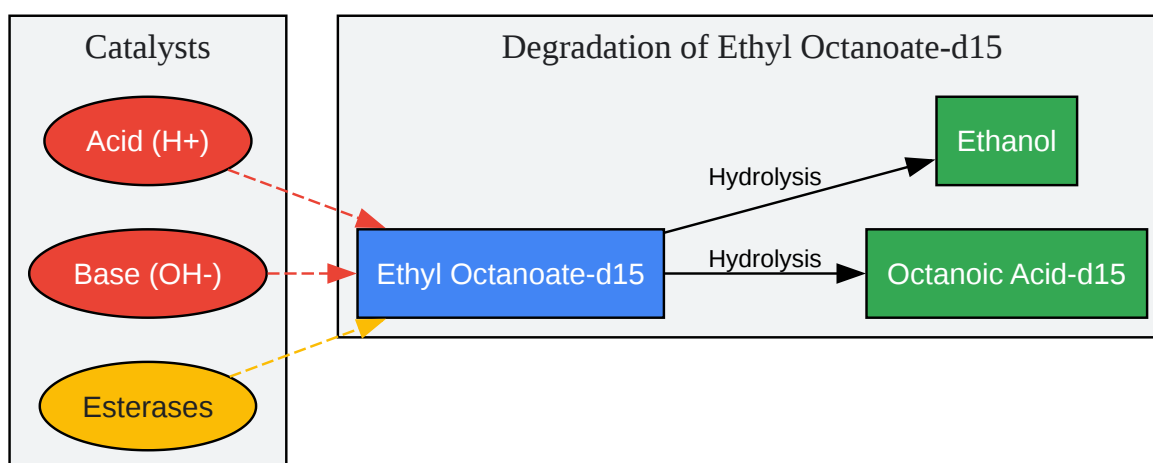 Catalysts
Acid (H+)
Base (OH-)
Esterases
Degradation of Ethyl Octanoate-d15
Ethyl Octanoate-d15
Hydrolysis
Hydrolysis
Ethanol
Octanoic Acid-d15